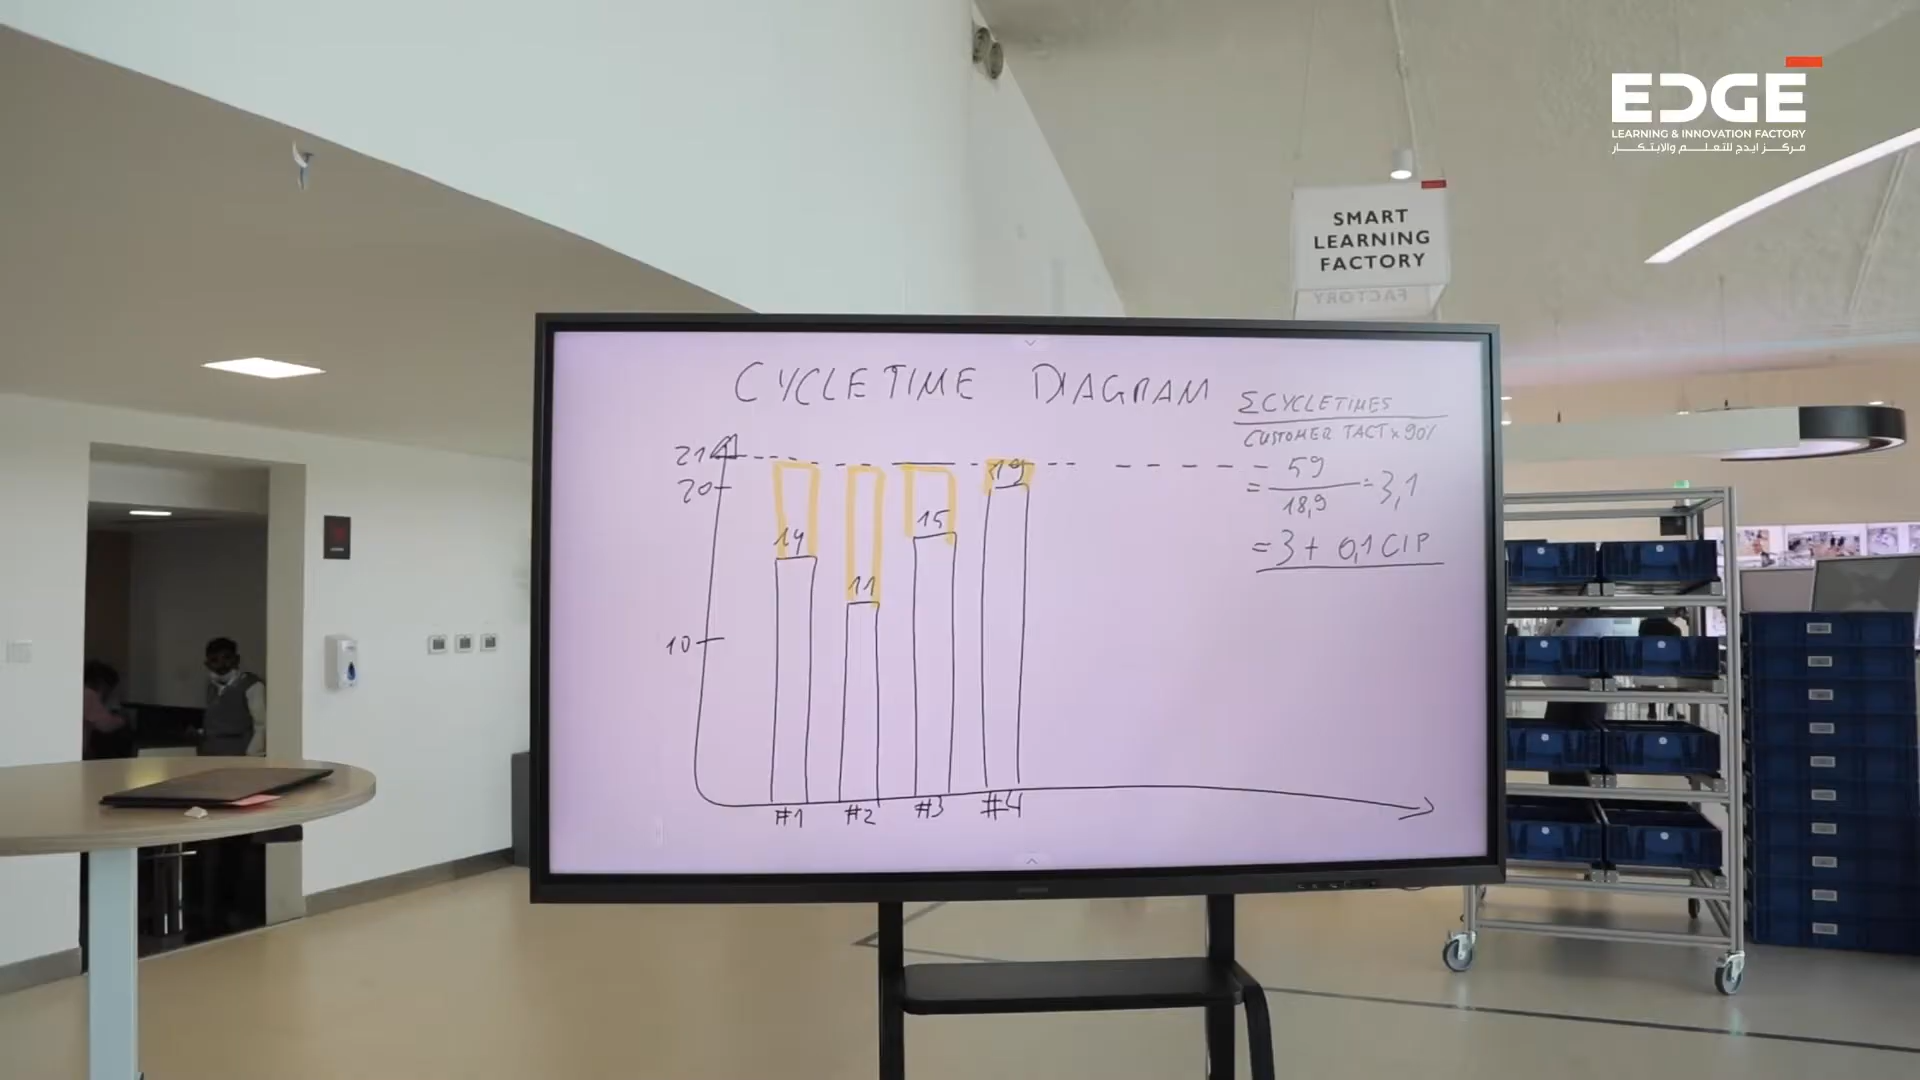 EDGE
LEARNING & INNOVATION FACTORY
مركز ايدج للتعلم والابتكار
SMART
LEARNING
FACTORY
CYCLETIME DIAGRAM
ΣCYCLETIMES
CUSTOMER TACT x 90%
= 59
18,9
= 3,1
= 3 + 0,1 CIP
21
20
10
14
11
15
19
#1
#2
#3
#4